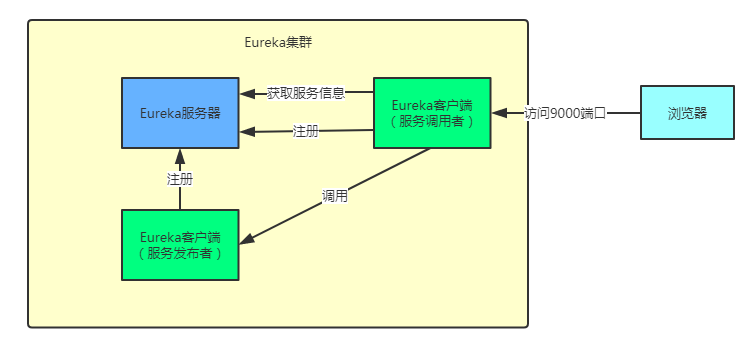 Eureka集群
获取服务信息
Eureka服务器
Eureka客户端
（服务调用者）
访问9000端口
浏览器
注册
注册
调用
Eureka客户端
（服务发布者）